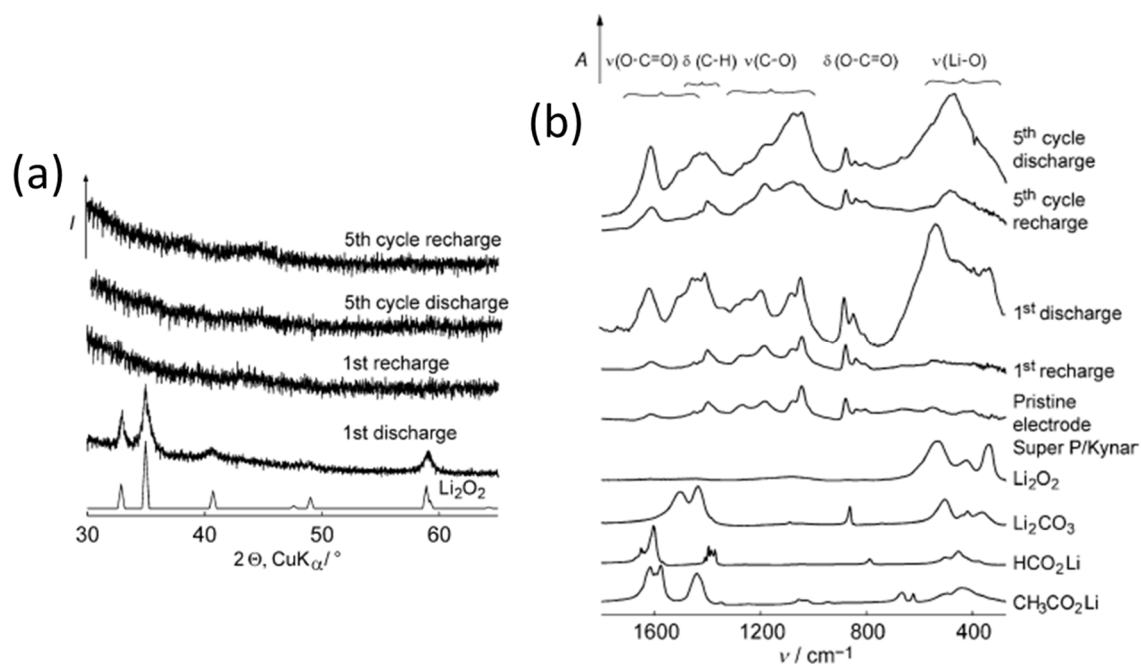 (a)
I
5th cycle recharge
5th cycle discharge
1st recharge
1st discharge
Li₂O₂
30 40 50 60
2 Θ, CuKα/ °
(b)
A
ν(O-C=O) δ (C-H) ν(C-O) δ(O-C=O) ν(Li-O)
5th cycle
discharge
5th cycle
recharge
1st discharge
1st recharge
Pristine
electrode
Super P/Kynar
Li₂O₂
Li₂CO₃
HCO₂Li
CH₃CO₂Li
1600 1200 800 400
ν / cm⁻¹